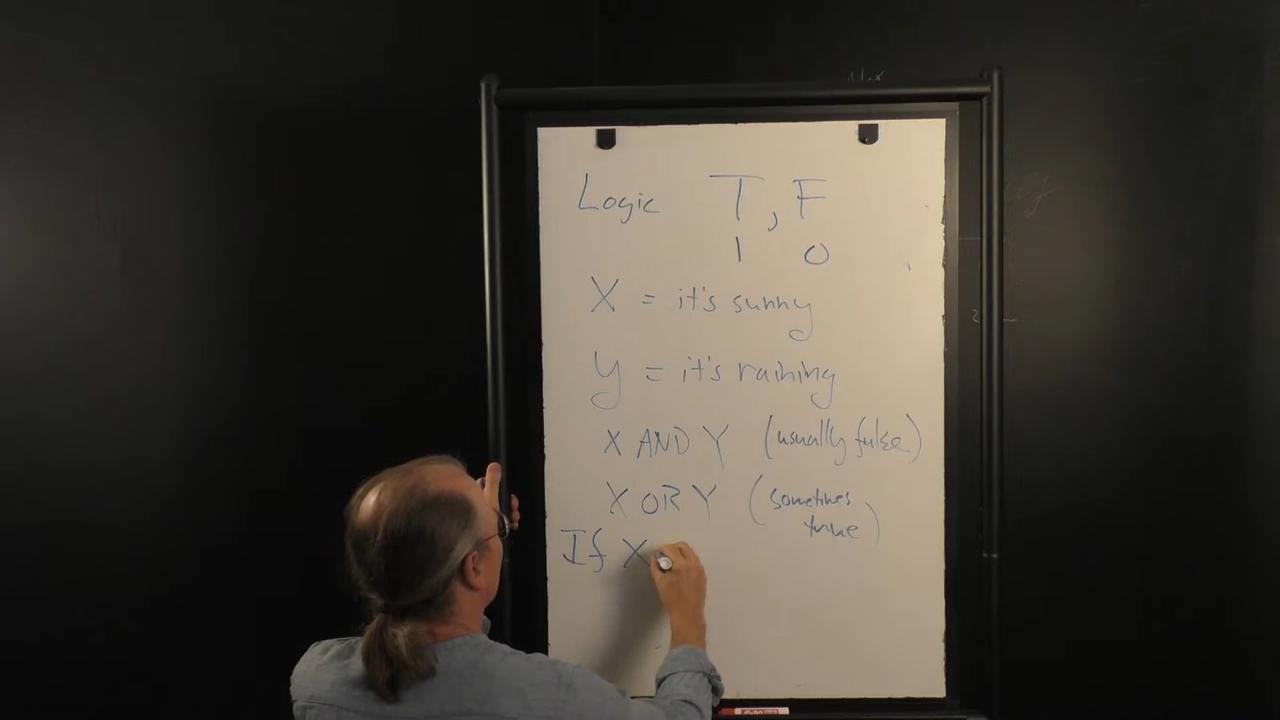 Logic T, F
1 0
X = it's sunny
Y = it's raining
X AND Y (usually false)
X OR Y (sometimes
true)
If X